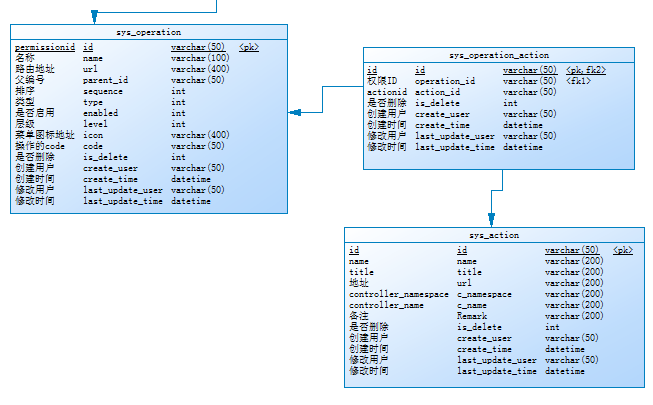 sys_operation
permissionid id varchar(50) <pk>
名称 name varchar(100)
路由地址 url varchar(400)
父编号 parent_id varchar(50)
排序 sequence int
类型 type int
是否启用 enabled int
层级 level int
菜单图标地址 icon varchar(400)
操作的code code varchar(50)
是否删除 is_delete int
创建用户 create_user varchar(50)
创建时间 create_time datetime
修改用户 last_update_user varchar(50)
修改时间 last_update_time datetime
sys_operation_action
id id varchar(50) <pk,fk2>
权限ID operation_id varchar(50) <fk1>
actionid action_id varchar(50)
是否删除 is_delete int
创建用户 create_user varchar(50)
创建时间 create_time datetime
修改用户 last_update_user varchar(50)
修改时间 last_update_time datetime
sys_action
id id varchar(50) <pk>
name name varchar(200)
title title varchar(200)
地址 url varchar(200)
controller_namespace c_namespace varchar(200)
controller_name c_name varchar(200)
备注 Remark varchar(200)
是否删除 is_delete int
创建用户 create_user varchar(50)
创建时间 create_time datetime
修改用户 last_update_user varchar(50)
修改时间 last_update_time datetime